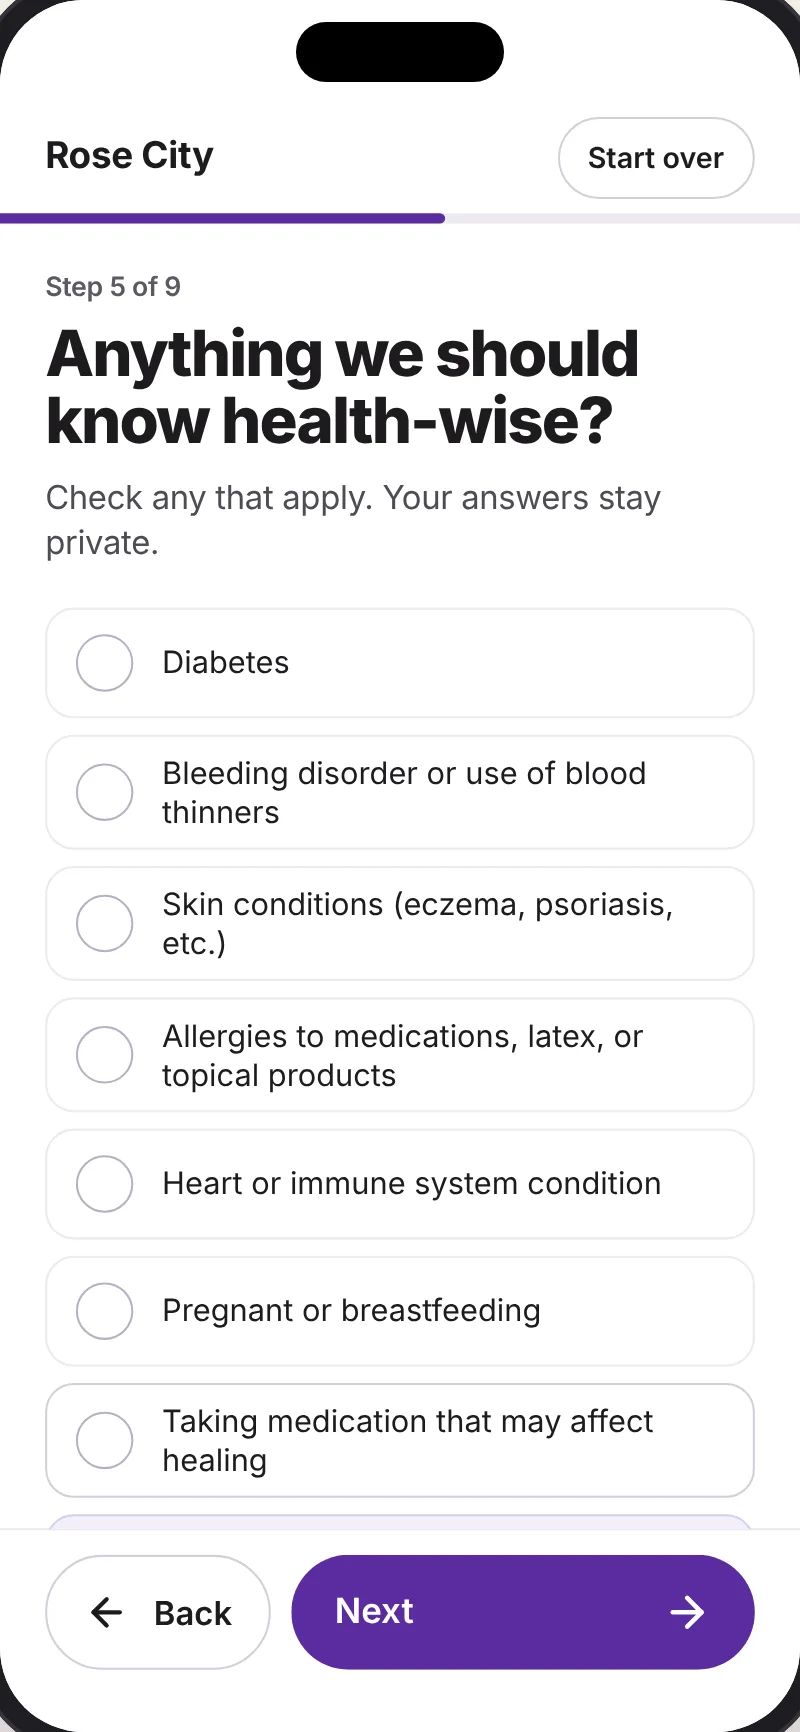 Rose City
Start over
Step 5 of 9
Anything we should
know health-wise?
Check any that apply. Your answers stay
private.
Diabetes
Bleeding disorder or use of blood
thinners
Skin conditions (eczema, psoriasis,
etc.)
Allergies to medications, latex, or
topical products
Heart or immune system condition
Pregnant or breastfeeding
Taking medication that may affect
healing
Back
Next